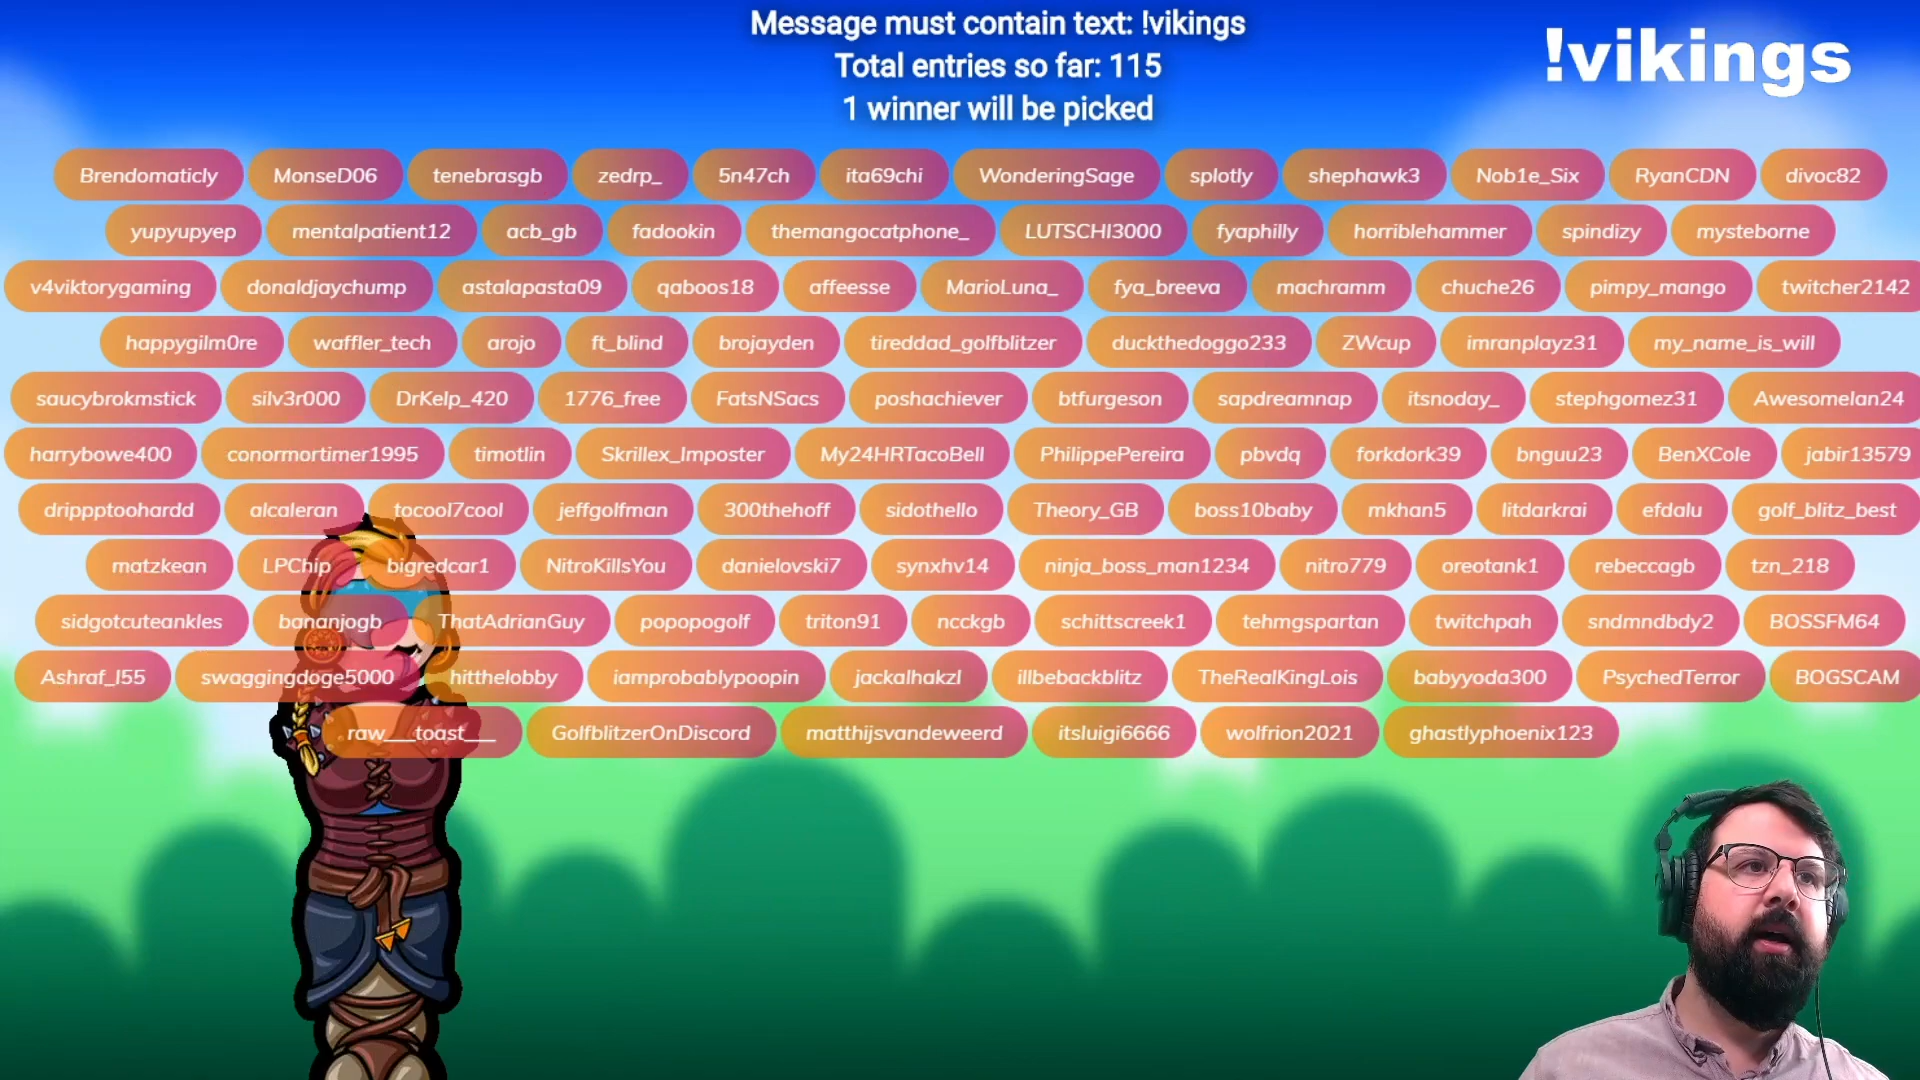 Message must contain text: !vikings
Total entries so far: 115
1 winner will be picked
!vikings
Brendomaticly MonseD06 tenebrasgb zedrp_ 5n47ch ita69chi WonderingSage splotly shephawk3 Nob1e_Six RyanCDN divoc82
yupyupyep mentalpatient12 acb_gb fadookin themangocatphone_ LUTSCHI3000 fyaphilly horriblehammer spindizy mysteborne
v4viktorygaming donaldjaychump astalapasta09 qaboos18 affeesse MarioLuna_ fya_breeva machramm chuche26 pimpy_mango twitcher2142
happygilm0re waffler_tech arojo ft_blind brojayden tireddad_golfblitzer duckthedoggo233 ZWcup imranplayz31 my_name_is_will
saucybrokmstick silv3r000 DrKelp_420 1776_free FatsNSacs poshachiever btfurgeson sapdreamnap itsnoday_ stephgomez31 Awesomelan24
harrybowe400 conormortimer1995 timotlin Skrillex_Imposter My24HRTacoBell PhilippePereira pbvdq forkdork39 bnguu23 BenXCole jabir13579
drippptoohardd alcaleran tocool7cool jeffgolfman 300thehoff sidothello Theory_GB boss10baby mkhan5 litdarkrai efdalu golf_blitz_best
matzkean LPChip bigredcar1 NitroKillsYou danielovski7 synxhv14 ninja_boss_man1234 nitro779 oreotank1 rebeccagb tzn_218
sidgotcuteankles bananjogb ThatAdrianGuy popopogolf triton91 ncckgb schittscreek1 tehmgspartan twitchpah sndmndbdy2 BOSSFM64
Ashraf_l55 swaggingdoge5000 hitthelobby iamprobablypoopin jackalhakzl illbebackblitz TheRealKingLois babyyoda300 PsychedTerror BOGSCAM
raw___toast___ GolfblitzerOnDiscord matthijsvandeweerd itsluigi6666 wolfrion2021 ghastlyphoenix123